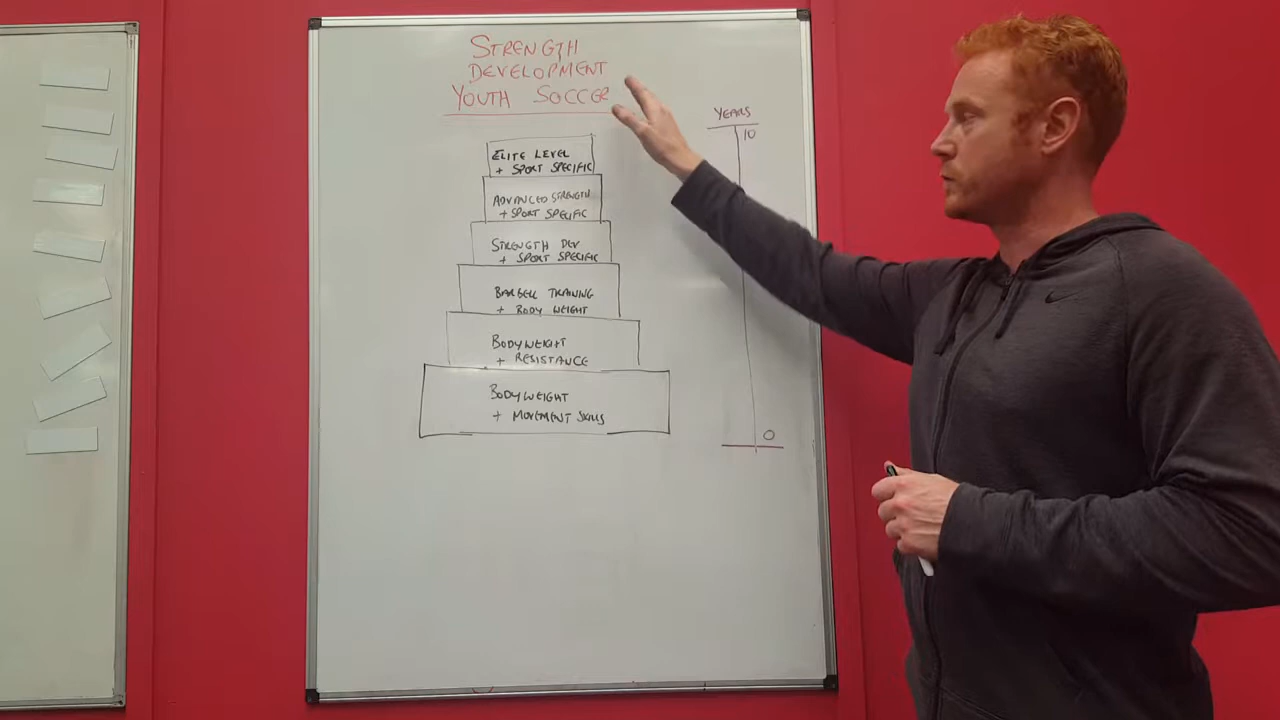 STRENGTH
DEVELOPMENT
YOUTH SOCCER
YEARS
10
ELITE LEVEL
+ SPORT SPECIFIC
ADVANCED STRENGTH
+ SPORT SPECIFIC
STRENGTH DEV
+ SPORT SPECIFIC
BARBELL TRAINING
+ BODY WEIGHT
BODYWEIGHT
+ RESISTANCE
BODYWEIGHT
+ MOVEMENT SKILLS
0